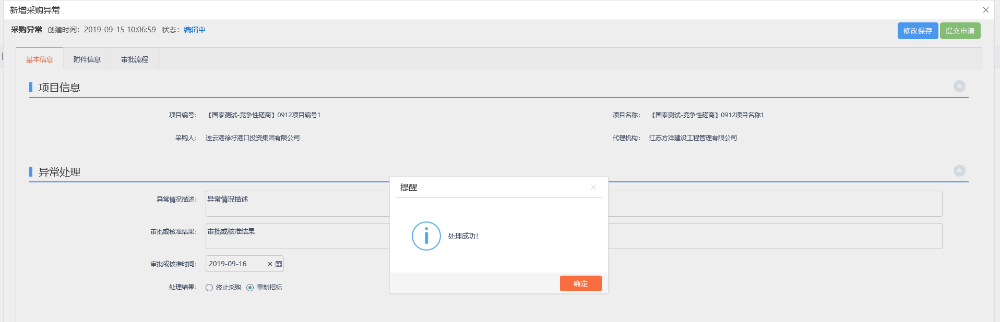 新增采购异常
采购异常 创建时间：2019-09-15 10:06:59 状态：编辑中
修改保存 提交申请
基本信息 附件信息 审批流程
项目信息
项目编号：【国泰测试-竞争性磋商】0912项目编号1 项目名称：【国泰测试-竞争性磋商】0912项目名称1
采购人：连云港徐圩港口投资集团有限公司 代理机构：江苏方洋建设工程管理有限公司
异常处理
异常情况描述：异常情况描述
审批或核准结果：审批或核准结果
审批或核准时间：2019-09-16
处理结果：终止采购 重新招标
提醒
处理成功！
确定